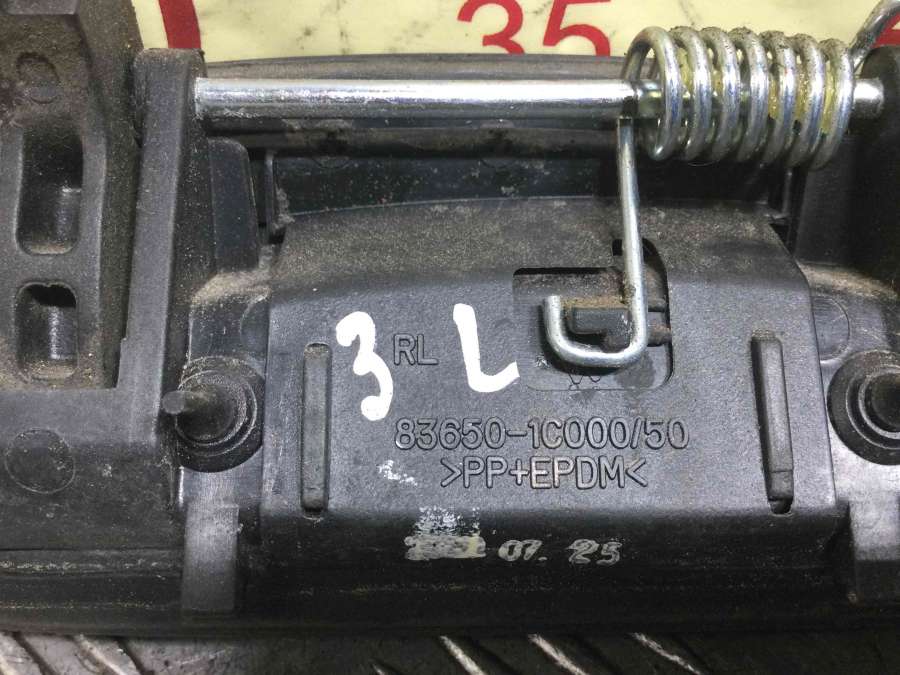 35
3 RL L
83650-1C000/50
>PP+EPDM<
07. 25